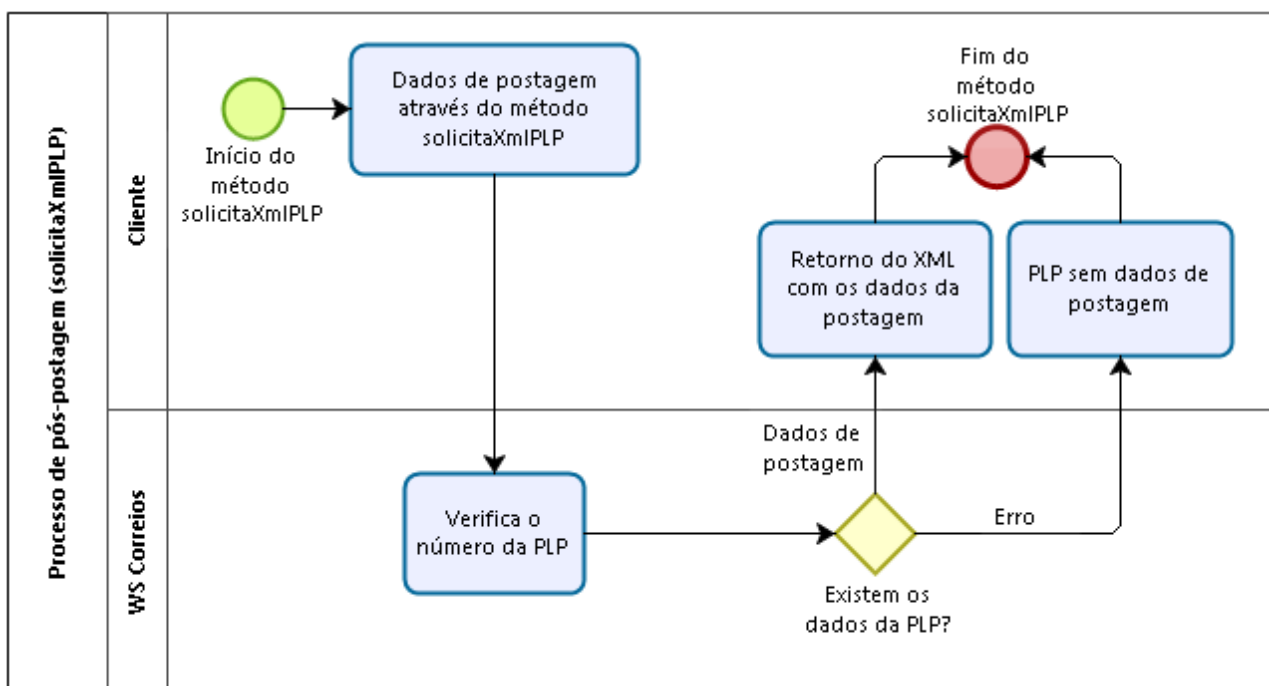 Processo de pós-postagem (solicitaXmlPLP)
Cliente
Início do
método
solicitaXmlPLP
Dados de postagem
através do método
solicitaXmlPLP
Fim do
método
solicitaXmlPLP
Retorno do XML
com os dados da
postagem
PLP sem dados de
postagem
WS Correios
Verifica o
número da PLP
Dados de
postagem
Erro
Existem os
dados da PLP?